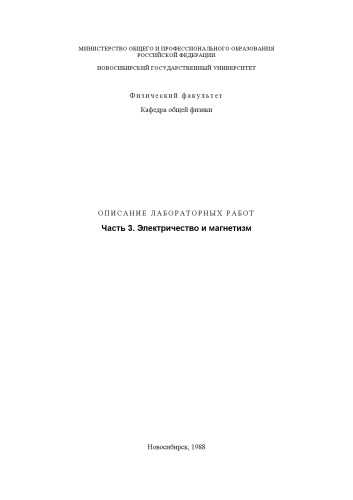 МИНИСТЕРСТВО ОБЩЕГО И ПРОФЕССИОНАЛЬНОГО ОБРАЗОВАНИЯ
РОССИЙСКОЙ ФЕДЕРАЦИИ
НОВОСИБИРСКИЙ ГОСУДАРСТВЕННЫЙ УНИВЕРСИТЕТ
Физический факультет
Кафедра общей физики
ОПИСАНИЕ ЛАБОРАТОРНЫХ РАБОТ
Часть 3. Электричество и магнетизм
Новосибирск, 1988